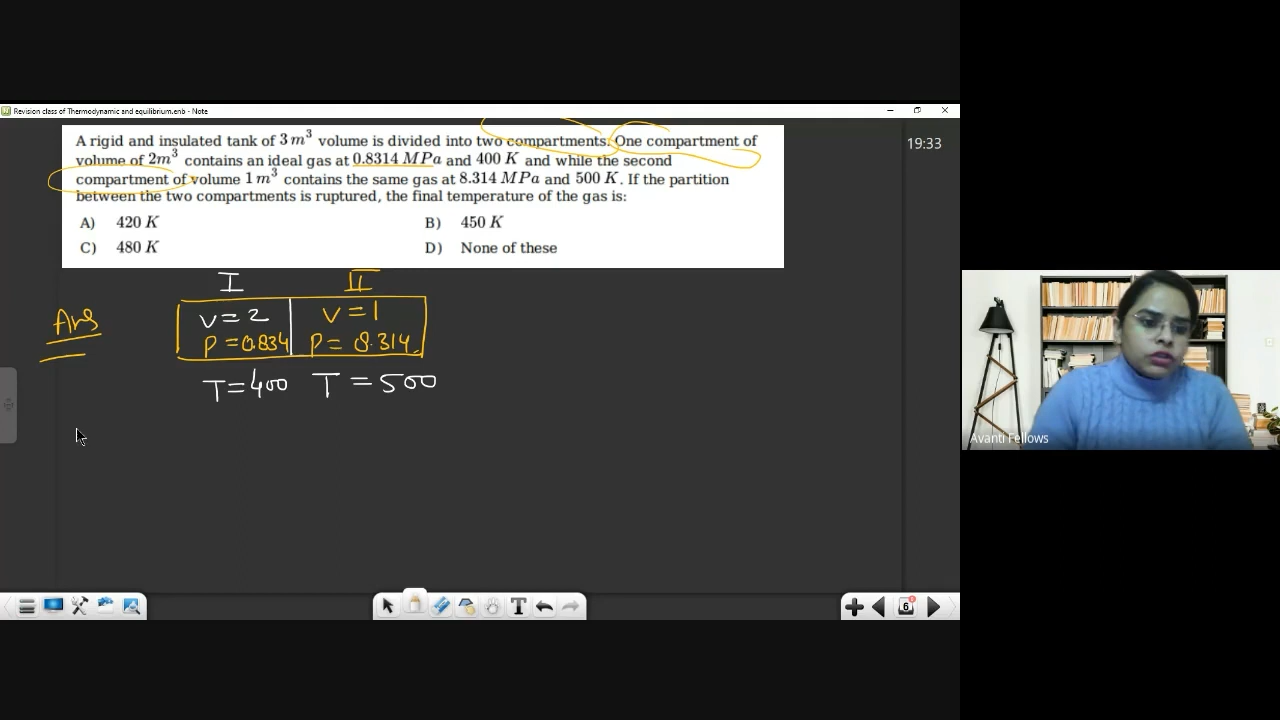 Revision class of Thermodynamic and equilibrium.enb - Note
A rigid and insulated tank of 3 m³ volume is divided into two compartments. One compartment of
volume of 2m³ contains an ideal gas at 0.8314 MPa and 400 K and while the second
compartment of volume 1 m³ contains the same gas at 8.314 MPa and 500 K. If the partition
between the two compartments is ruptured, the final temperature of the gas is:
A) 420 K B) 450 K
C) 480 K D) None of these
19:33
I II
Ans
V = 2 V = 1
P = 0.834 P = 8.314
T = 400 T = 500
Avanti Fellows
T
6